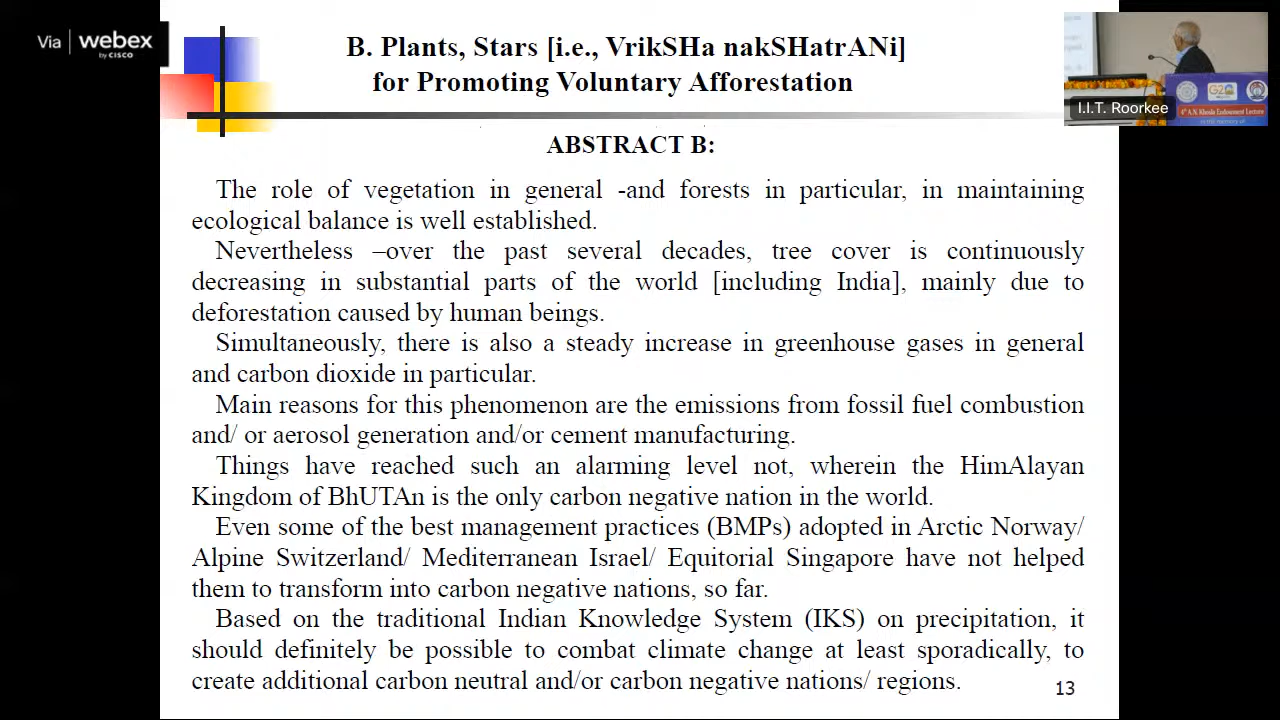 Via webex
by CISCO
B. Plants, Stars [i.e., VrikSHa nakSHatrANi]
for Promoting Voluntary Afforestation
I.I.T. Roorkee
G20
4th A.N. Khosla Endowment Lecture
ABSTRACT B:
The role of vegetation in general -and forests in particular, in maintaining
ecological balance is well established.
Nevertheless –over the past several decades, tree cover is continuously
decreasing in substantial parts of the world [including India], mainly due to
deforestation caused by human beings.
Simultaneously, there is also a steady increase in greenhouse gases in general
and carbon dioxide in particular.
Main reasons for this phenomenon are the emissions from fossil fuel combustion
and/ or aerosol generation and/or cement manufacturing.
Things have reached such an alarming level not, wherein the HimAlayan
Kingdom of BhUTAn is the only carbon negative nation in the world.
Even some of the best management practices (BMPs) adopted in Arctic Norway/
Alpine Switzerland/ Mediterranean Israel/ Equitorial Singapore have not helped
them to transform into carbon negative nations, so far.
Based on the traditional Indian Knowledge System (IKS) on precipitation, it
should definitely be possible to combat climate change at least sporadically, to
create additional carbon neutral and/or carbon negative nations/ regions.
13